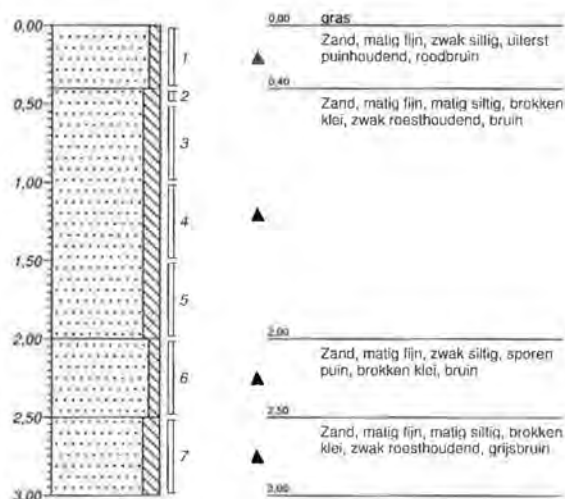 0,00
0,50
1,00
1,50
2,00
2,50
3,00
1
2
3
4
5
6
7
0,00 gras
Zand, matig fijn, zwak siltig, uiterst
puinhoudend, roodbruin
0,40
Zand, matig fijn, matig siltig, brokken
klei, zwak roesthoudend, bruin
2,00
Zand, matig fijn, zwak siltig, sporen
puin, brokken klei, bruin
2,50
Zand, matig fijn, matig siltig, brokken
klei, zwak roesthoudend, grijsbruin
3,00